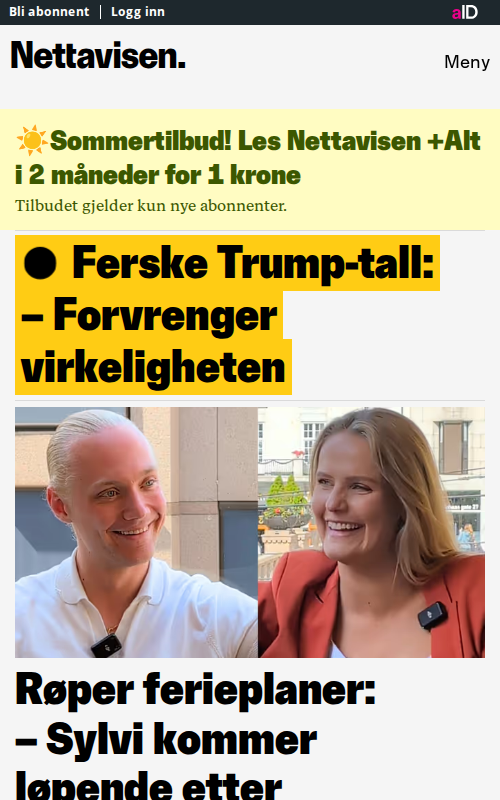 Bli abonnent | Logg inn
aID
Nettavisen.
Meny
☀️Sommertilbud! Les Nettavisen +Alt
i 2 måneder for 1 krone
Tilbudet gjelder kun nye abonnenter.
● Ferske Trump-tall:
– Forvrenger
virkeligheten
Røper ferieplaner:
– Sylvi kommer
løpende etter